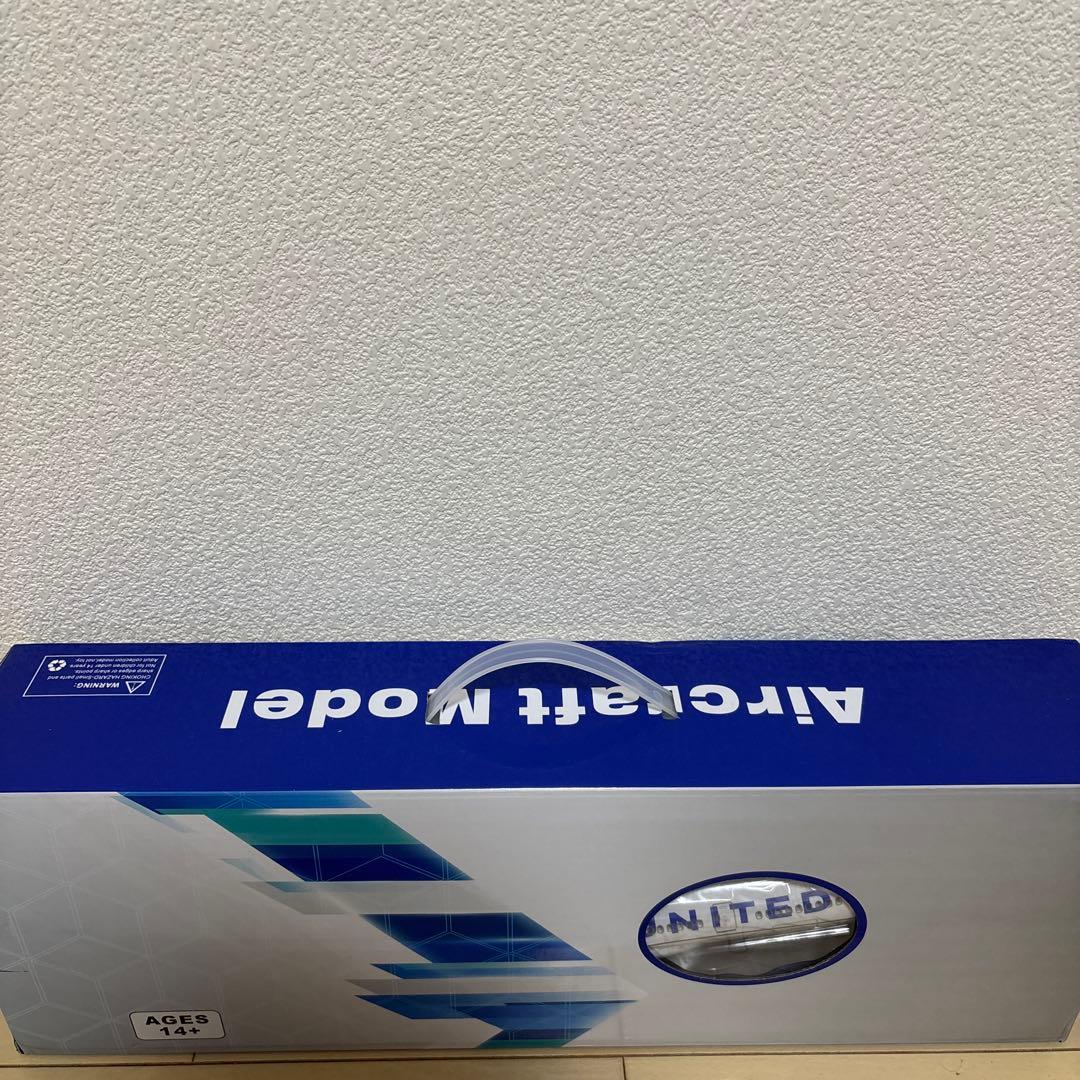 Aircraft Model
WARNING:
CHOKING HAZARD-Small parts and
sharp edges or sharp points.
Not for children under 14 years
Adult collection model,not toy.
UNITED
AGES
14+